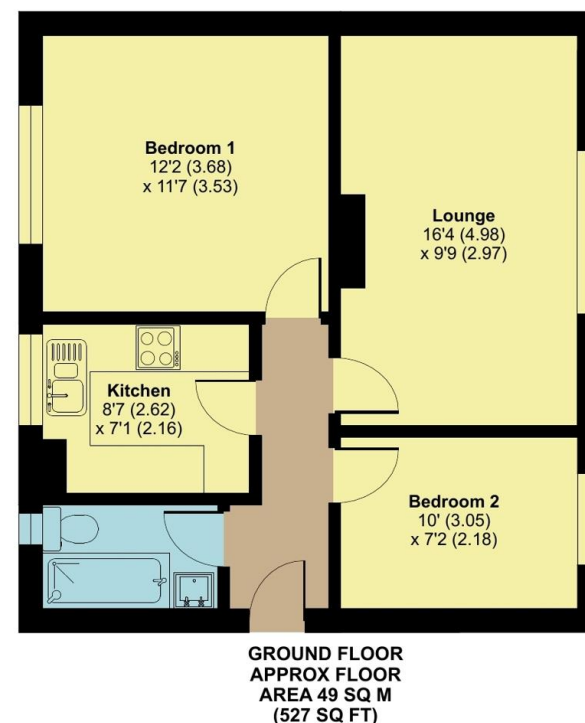 Bedroom 1
12'2 (3.68)
x 11'7 (3.53)
Lounge
16'4 (4.98)
x 9'9 (2.97)
Kitchen
8'7 (2.62)
x 7'1 (2.16)
Bedroom 2
10' (3.05)
x 7'2 (2.18)
GROUND FLOOR
APPROX FLOOR
AREA 49 SQ M
(527 SQ FT)